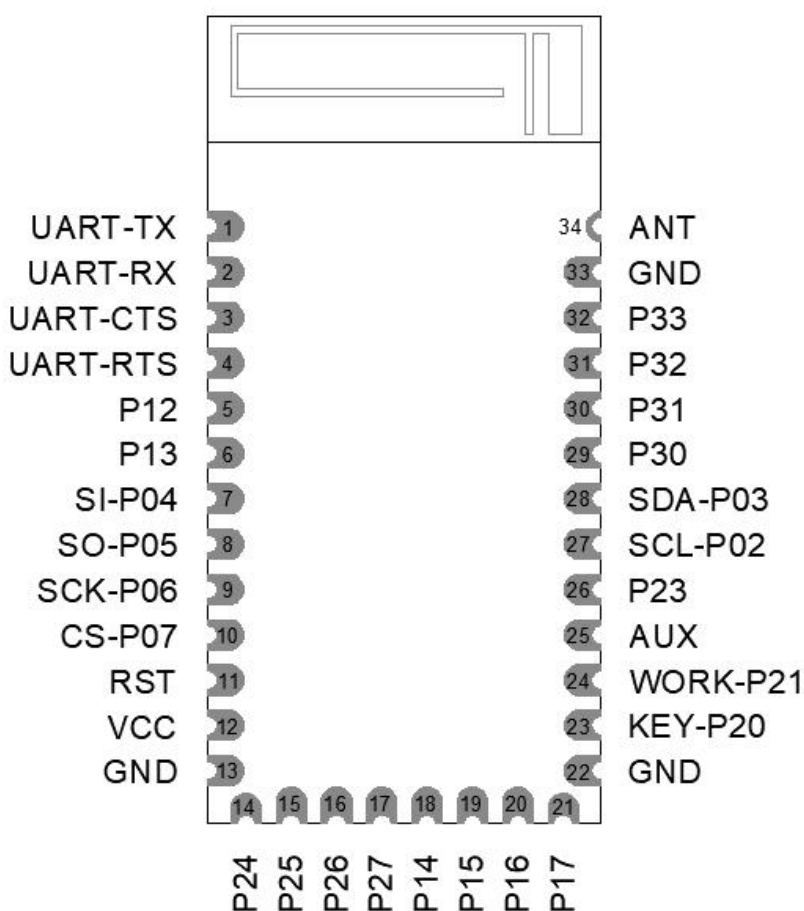 UART-TX 1 34 ANT
UART-RX 2 33 GND
UART-CTS 3 32 P33
UART-RTS 4 31 P32
P12 5 30 P31
P13 6 29 P30
SI-P04 7 28 SDA-P03
SO-P05 8 27 SCL-P02
SCK-P06 9 26 P23
CS-P07 10 25 AUX
RST 11 24 WORK-P21
VCC 12 23 KEY-P20
GND 13 22 GND
14 15 16 17 18 19 20 21
P24 P25 P26 P27 P14 P15 P16 P17